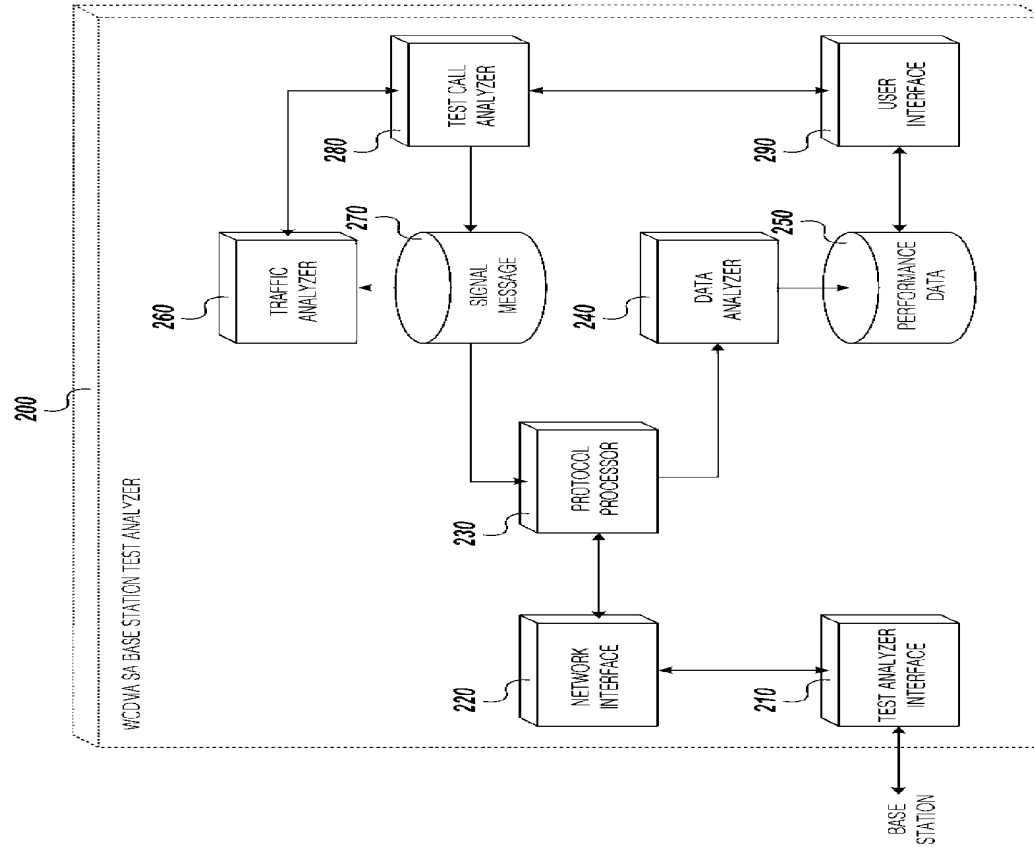 200
WCDMA SA BASE STATION TEST ANALYZER
BASE
STATION
210
TEST ANALYZER
INTERFACE
220
NETWORK
INTERFACE
230
PROTOCOL
PROCESSOR
240
DATA
ANALYZER
250
PERFORMANCE
DATA
260
TRAFFIC
ANALYZER
270
SIGNAL
MESSAGE
280
TEST CALL
ANALYZER
290
USER
INTERFACE